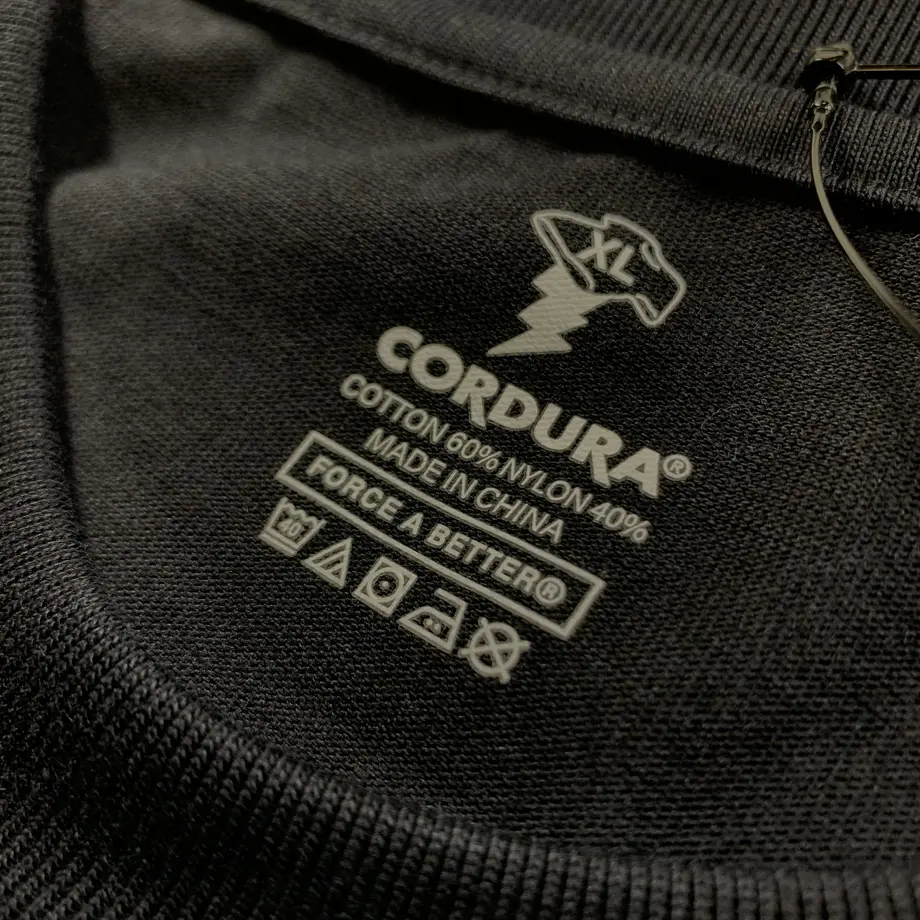 XL
CORDURA®
COTTON 60% NYLON 40%
MADE IN CHINA
FORCE A BETTER®
40